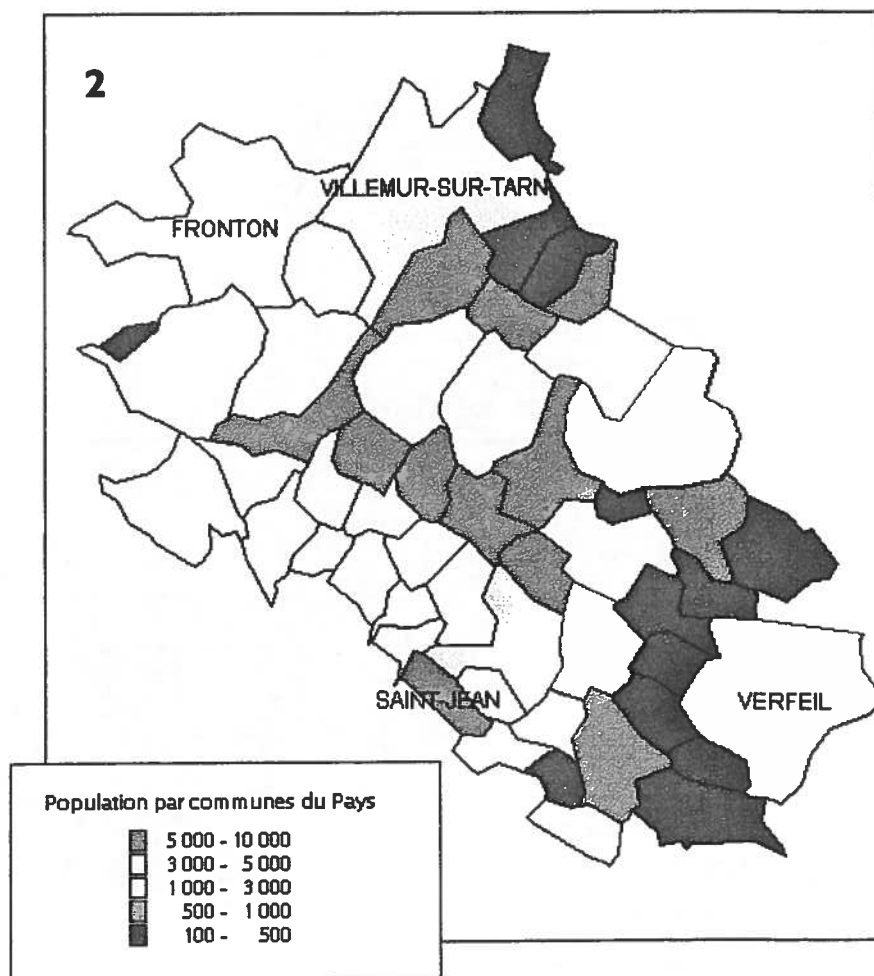 2
VILLEMUR-SUR-TARN
FRONTON
SAINT-JEAN
VERFEIL
Population par communes du Pays
5 000 - 10 000
3 000 - 5 000
1 000 - 3 000
500 - 1 000
100 - 500